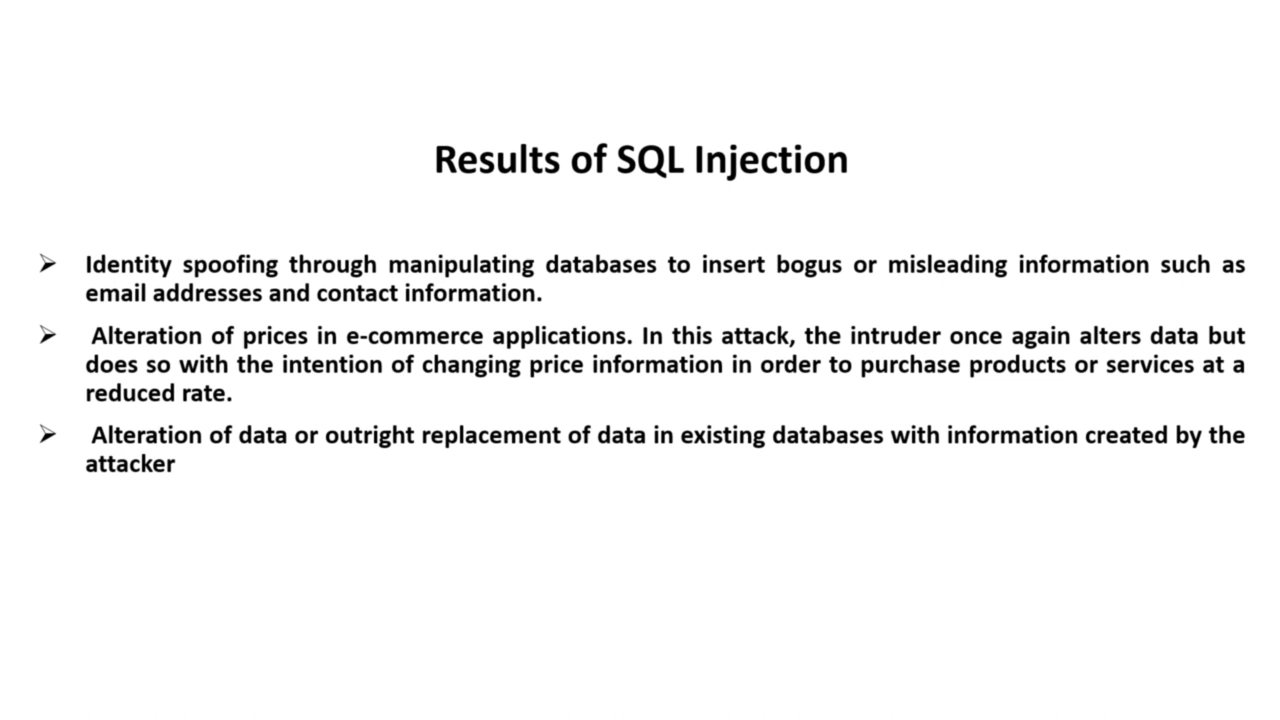 Results of SQL Injection
➢ Identity spoofing through manipulating databases to insert bogus or misleading information such as
email addresses and contact information.
➢ Alteration of prices in e-commerce applications. In this attack, the intruder once again alters data but
does so with the intention of changing price information in order to purchase products or services at a
reduced rate.
➢ Alteration of data or outright replacement of data in existing databases with information created by the
attacker